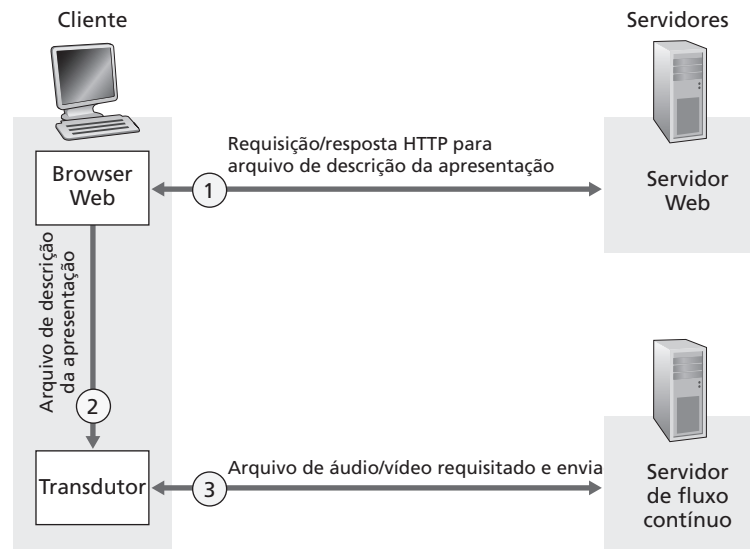 Cliente
Servidores
Requisição/resposta HTTP para
arquivo de descrição da apresentação
Browser
Web
1
Servidor
Web
Arquivo de descrição
da apresentação
2
Transdutor
3
Arquivo de áudio/vídeo requisitado e envia
Servidor
de fluxo
contínuo